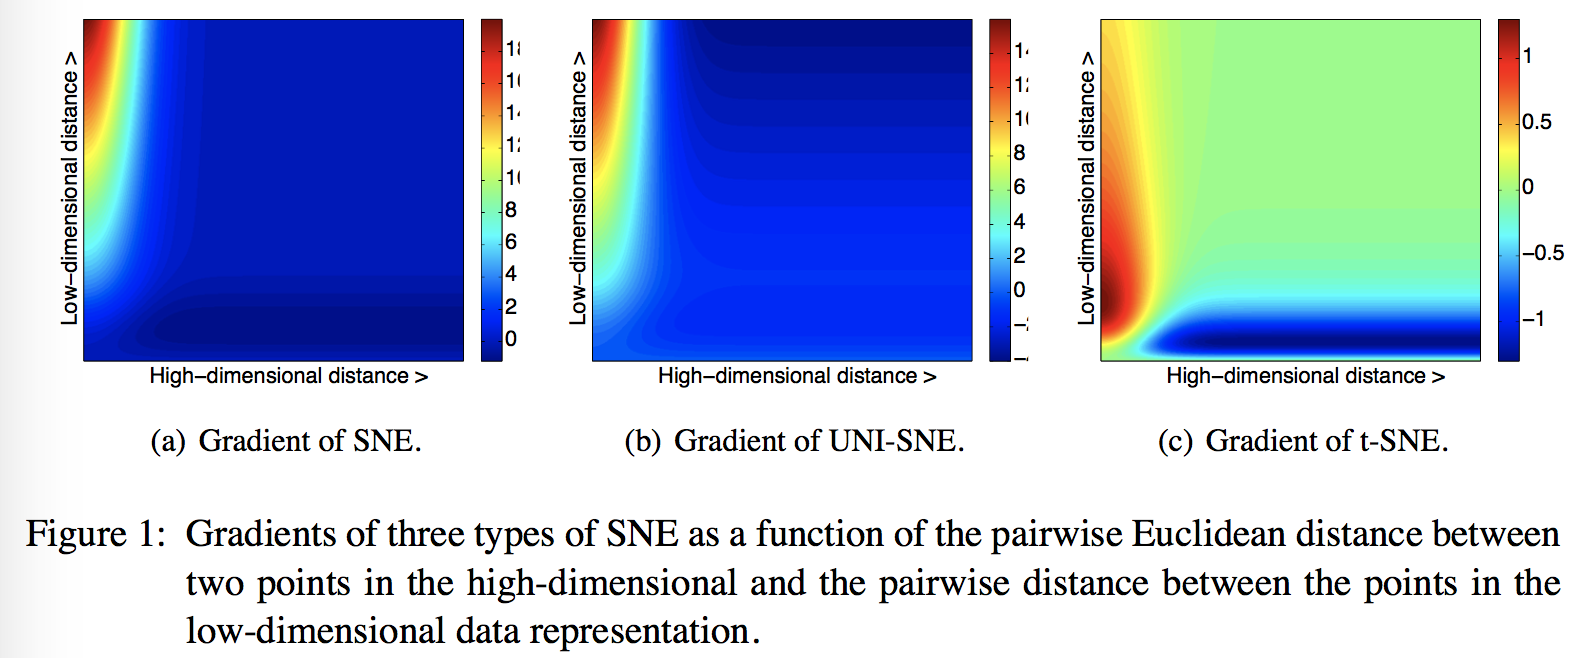 Low–dimensional distance >
8
6
4
2
0
High–dimensional distance >
(a) Gradient of SNE.
Low–dimensional distance >
8
6
4
2
0
High–dimensional distance >
(b) Gradient of UNI-SNE.
Low–dimensional distance >
1
0.5
0
−0.5
−1
High–dimensional distance >
(c) Gradient of t-SNE.
Figure 1: Gradients of three types of SNE as a function of the pairwise Euclidean distance between
two points in the high-dimensional and the pairwise distance between the points in the
low-dimensional data representation.